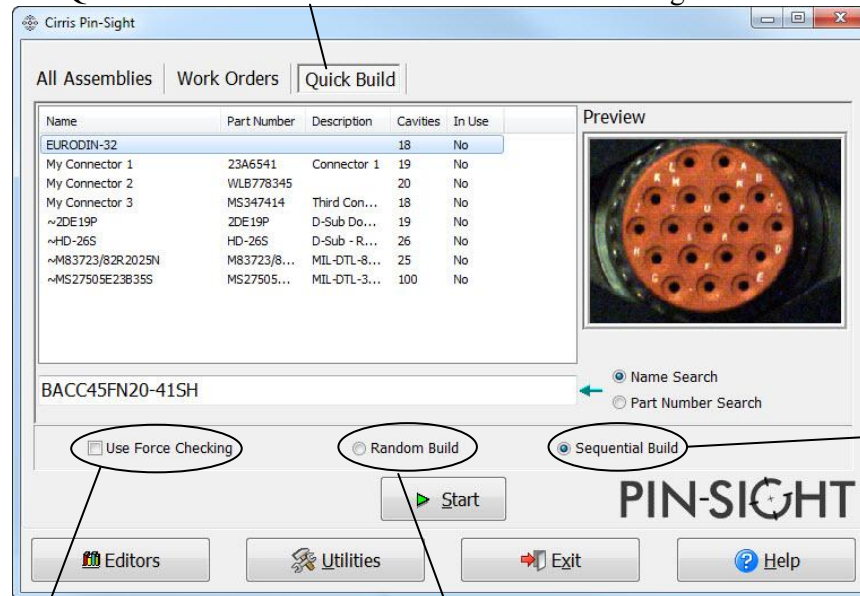 Cirris Pin-Sight
All Assemblies Work Orders Quick Build
Name Part Number Description Cavities In Use
EURODIN-32 18 No
My Connector 1 23A6541 Connector 1 19 No
My Connector 2 WLB778345 20 No
My Connector 3 MS347414 Third Con... 18 No
~2DE19P 2DE19P D-Sub Do... 19 No
~HD-26S HD-26S D-Sub - R... 26 No
~M83723/82R2025N M83723/8... MIL-DTL-8... 25 No
~MS27505E23B35S MS27505... MIL-DTL-3... 100 No
Preview
BACC45FN20-41SH
Name Search
Part Number Search
Use Force Checking Random Build Sequential Build
Start
PIN-SIGHT
Editors Utilities Exit Help